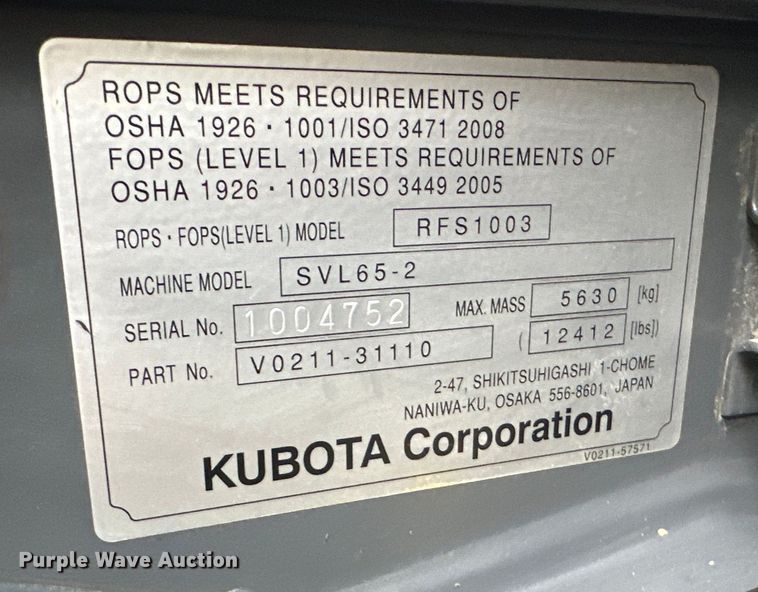 ROPS MEETS REQUIREMENTS OF
OSHA 1926・1001/ISO 3471 2008
FOPS (LEVEL 1) MEETS REQUIREMENTS OF
OSHA 1926・1003/ISO 3449 2005
ROPS・FOPS(LEVEL 1) MODEL RFS1003
MACHINE MODEL SVL65-2
SERIAL No. 1004752 MAX. MASS 5630 [kg]
PART No. V0211-31110 ( 12412 [lbs])
2-47, SHIKITSUHIGASHI 1-CHOME
NANIWA-KU, OSAKA 556-8601, JAPAN
KUBOTA Corporation
V0211-57571
Purple Wave Auction